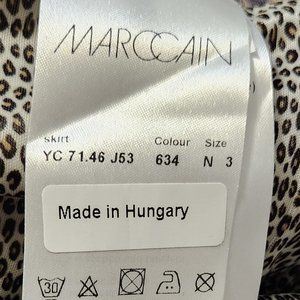 MARCCAIN
skirt Colour Size
YC 71.46 J53 634 N 3
Made in Hungary
30